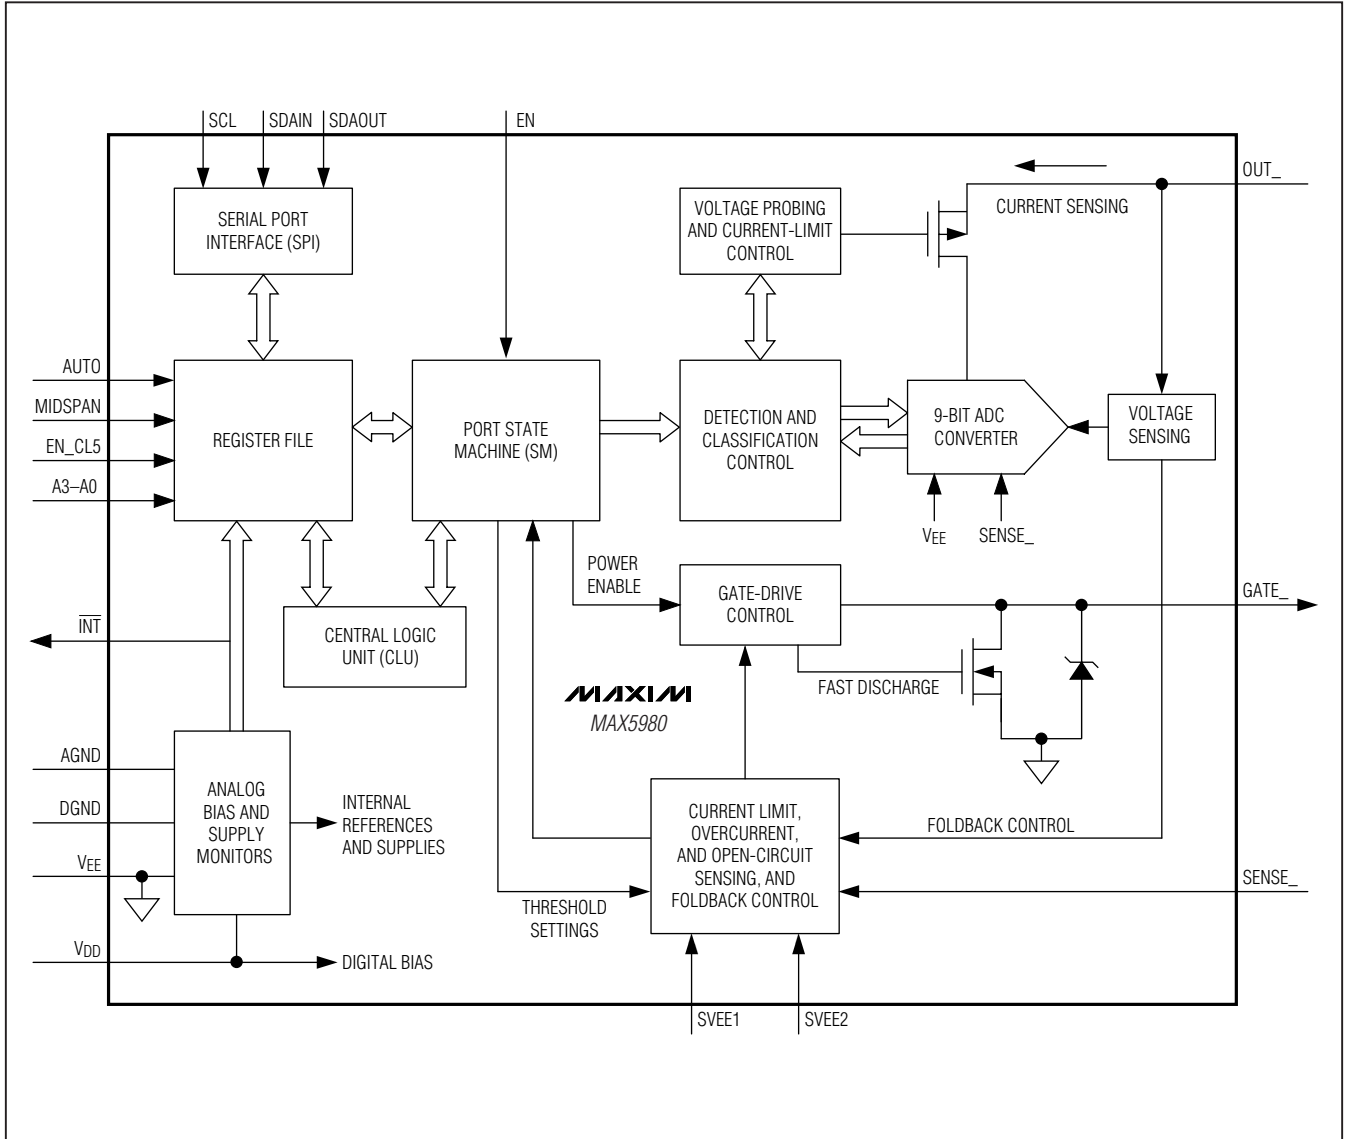 SCL
SDAIN
SDAOUT
EN
SERIAL PORT
INTERFACE (SPI)
VOLTAGE PROBING
AND CURRENT-LIMIT
CONTROL
CURRENT SENSING
OUT_
AUTO
MIDSPAN
EN_CL5
A3–A0
REGISTER FILE
PORT STATE
MACHINE (SM)
DETECTION AND
CLASSIFICATION
CONTROL
9-BIT ADC
CONVERTER
VOLTAGE
SENSING
VEE
SENSE_
POWER
ENABLE
GATE-DRIVE
CONTROL
GATE_
INT
CENTRAL LOGIC
UNIT (CLU)
FAST DISCHARGE
MAXIM
MAX5980
AGND
DGND
VEE
VDD
ANALOG
BIAS AND
SUPPLY
MONITORS
INTERNAL
REFERENCES
AND SUPPLIES
DIGITAL BIAS
THRESHOLD
SETTINGS
CURRENT LIMIT,
OVERCURRENT,
AND OPEN-CIRCUIT
SENSING, AND
FOLDBACK CONTROL
FOLDBACK CONTROL
SENSE_
SVEE1
SVEE2